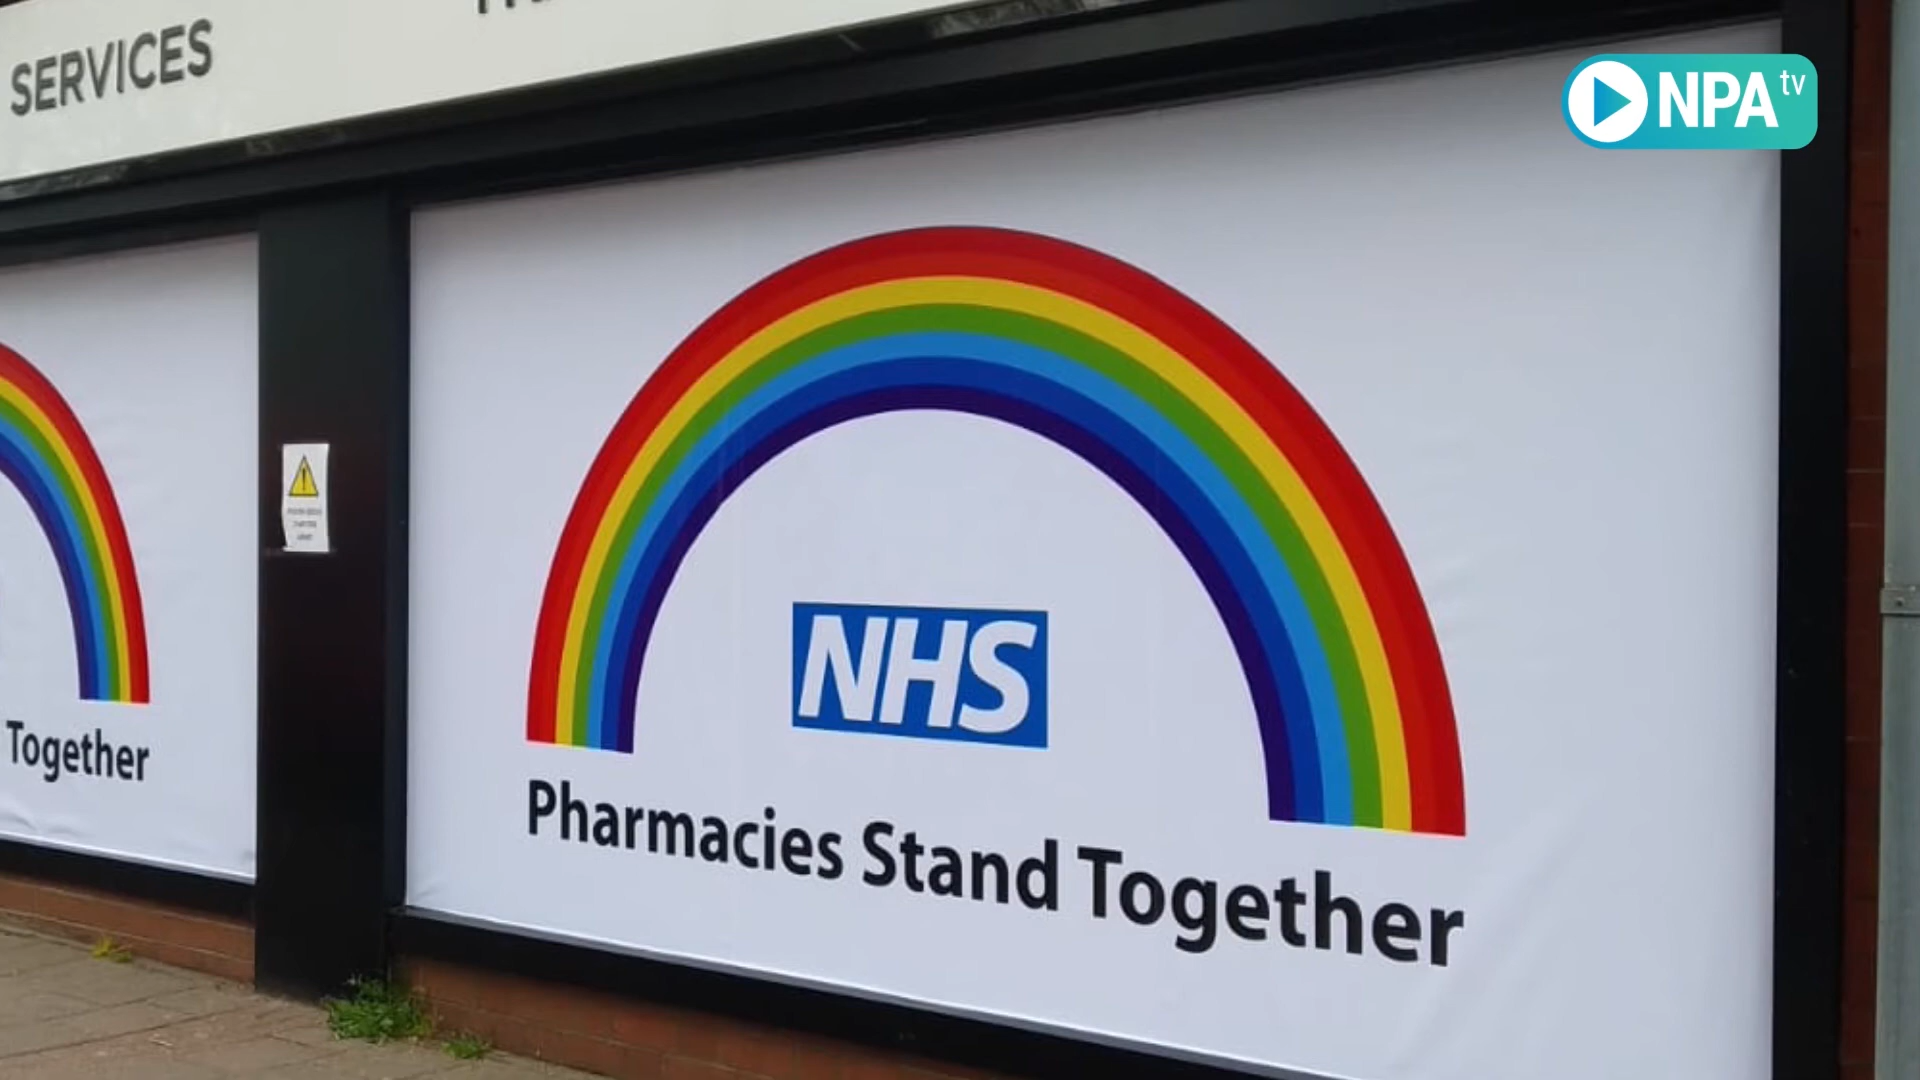 SERVICES
NPA tv
NHS
Together
Pharmacies Stand Together